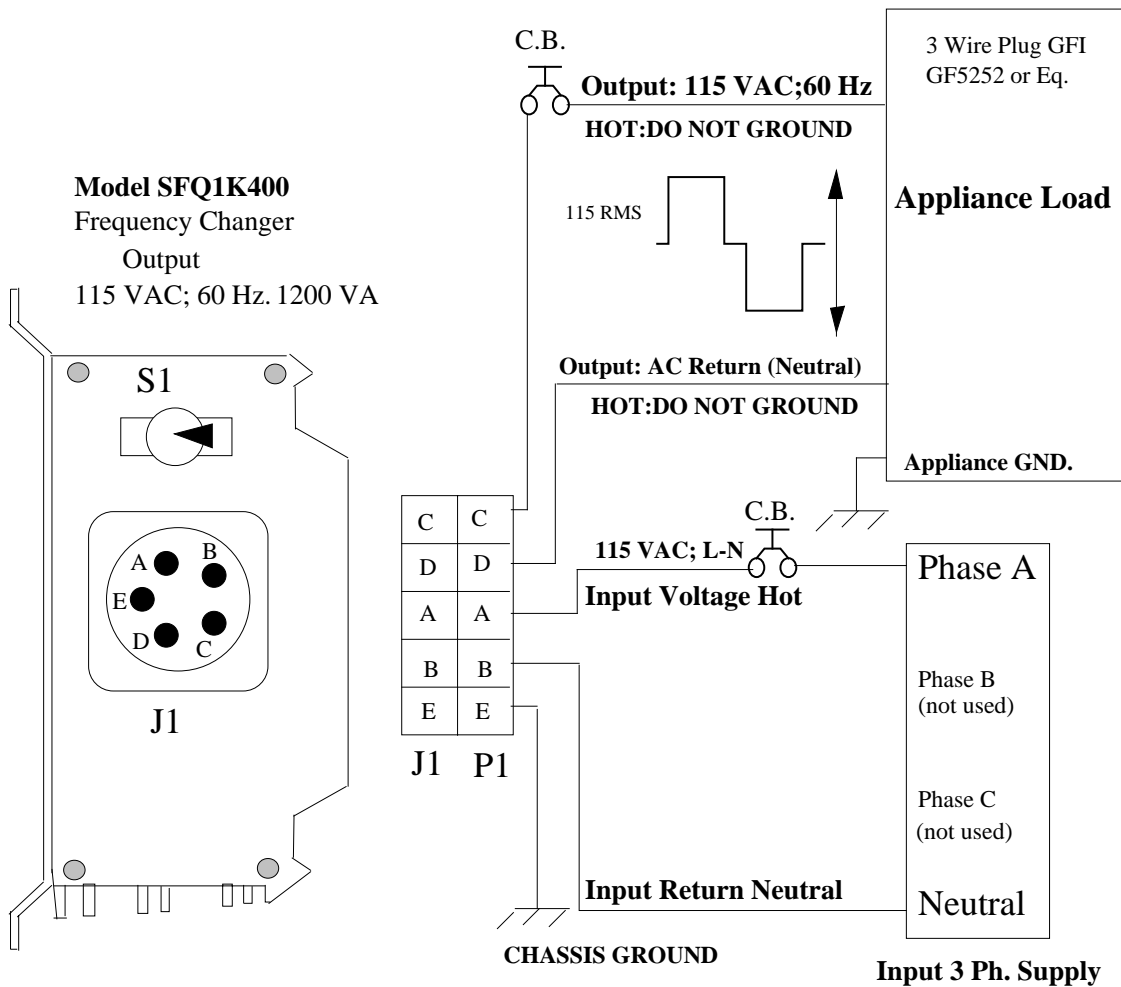 C.B.
3 Wire Plug GFI
GF5252 or Eq.
Output: 115 VAC;60 Hz
HOT:DO NOT GROUND
Model SFQ1K400
Frequency Changer
Output
115 VAC; 60 Hz. 1200 VA
115 RMS
Appliance Load
Output: AC Return (Neutral)
HOT:DO NOT GROUND
Appliance GND.
S1
A
B
E
D
C
J1
C C
D D
A A
B B
E E
J1 P1
C.B.
115 VAC; L-N
Input Voltage Hot
Phase A
Phase B
(not used)
Phase C
(not used)
Input Return Neutral
Neutral
CHASSIS GROUND
Input 3 Ph. Supply